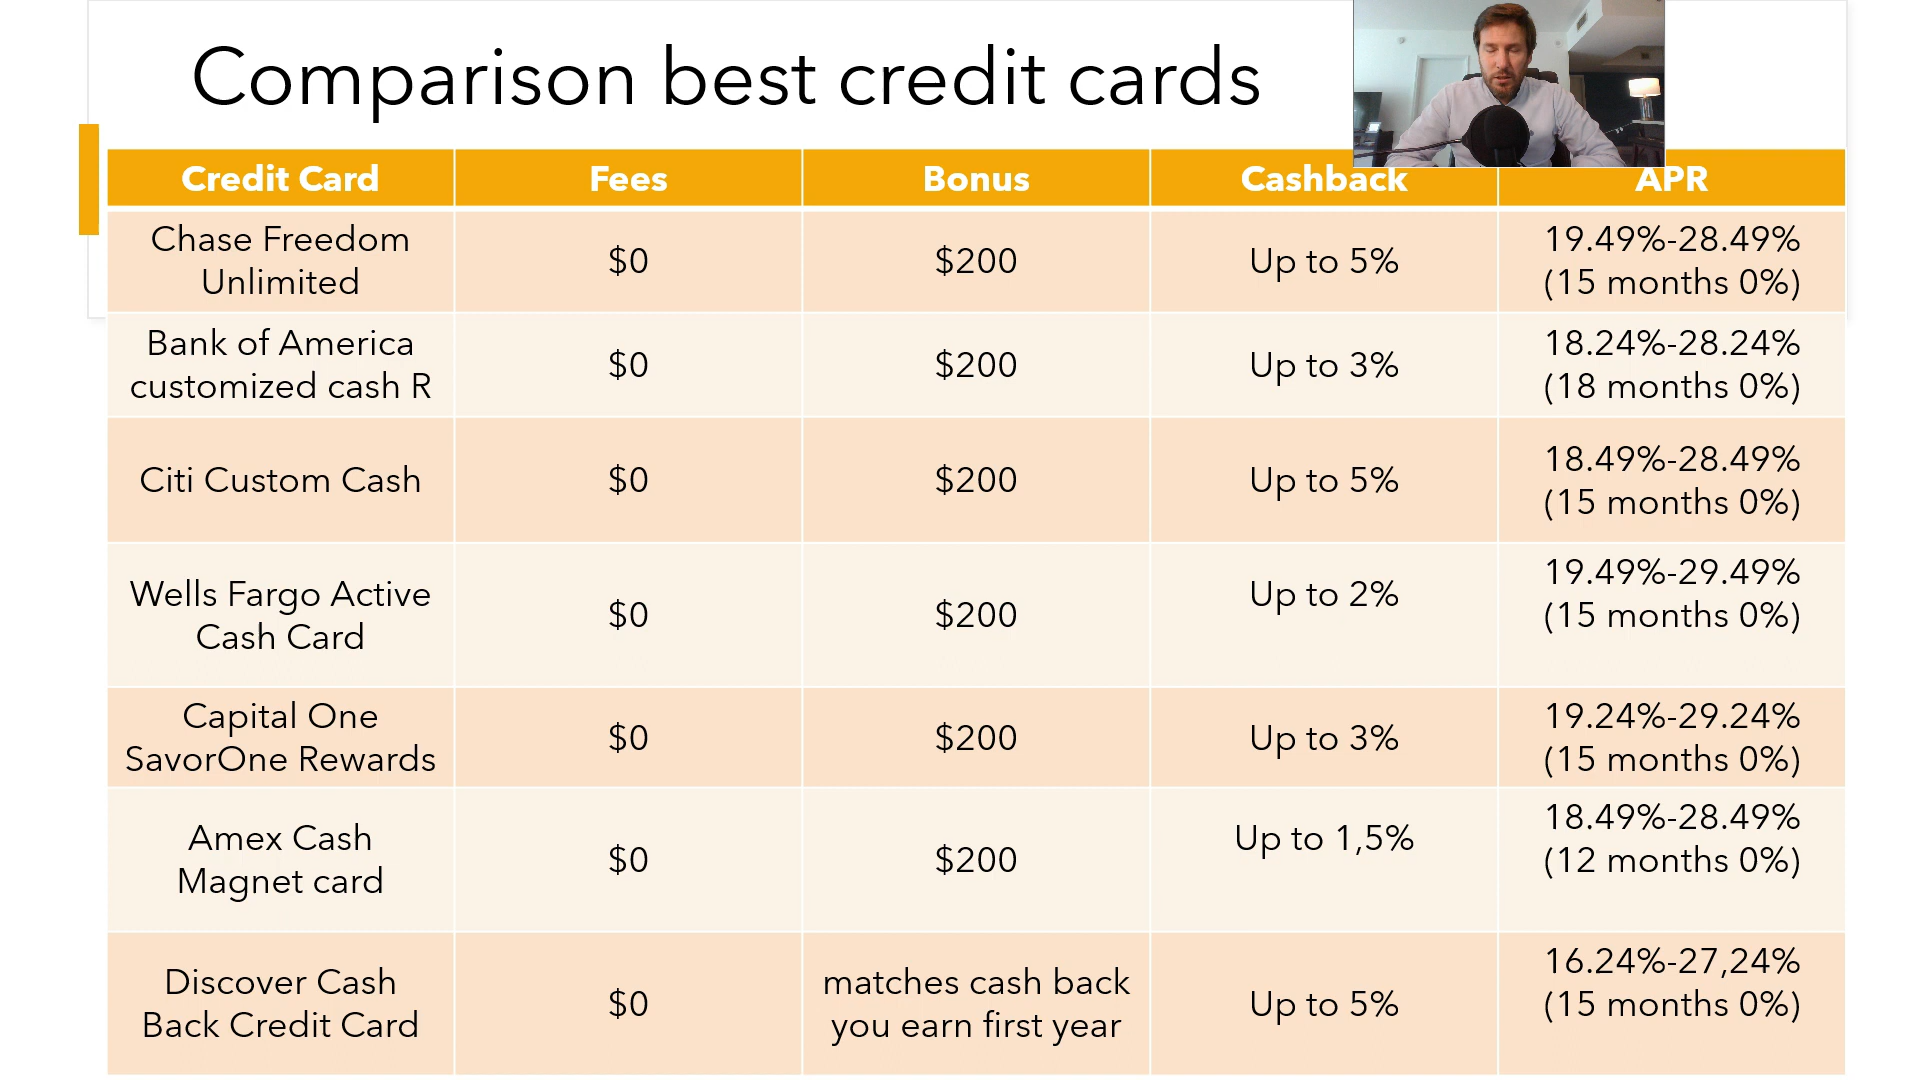 Comparison best credit cards
Credit Card Fees Bonus Cashback APR
Chase Freedom
Unlimited
$0
$200
Up to 5%
19.49%-28.49%
(15 months 0%)
Bank of America
customized cash R
$0
$200
Up to 3%
18.24%-28.24%
(18 months 0%)
Citi Custom Cash
$0
$200
Up to 5%
18.49%-28.49%
(15 months 0%)
Wells Fargo Active
Cash Card
$0
$200
Up to 2%
19.49%-29.49%
(15 months 0%)
Capital One
SavorOne Rewards
$0
$200
Up to 3%
19.24%-29.24%
(15 months 0%)
Amex Cash
Magnet card
$0
$200
Up to 1,5%
18.49%-28.49%
(12 months 0%)
Discover Cash
Back Credit Card
$0
matches cash back
you earn first year
Up to 5%
16.24%-27,24%
(15 months 0%)